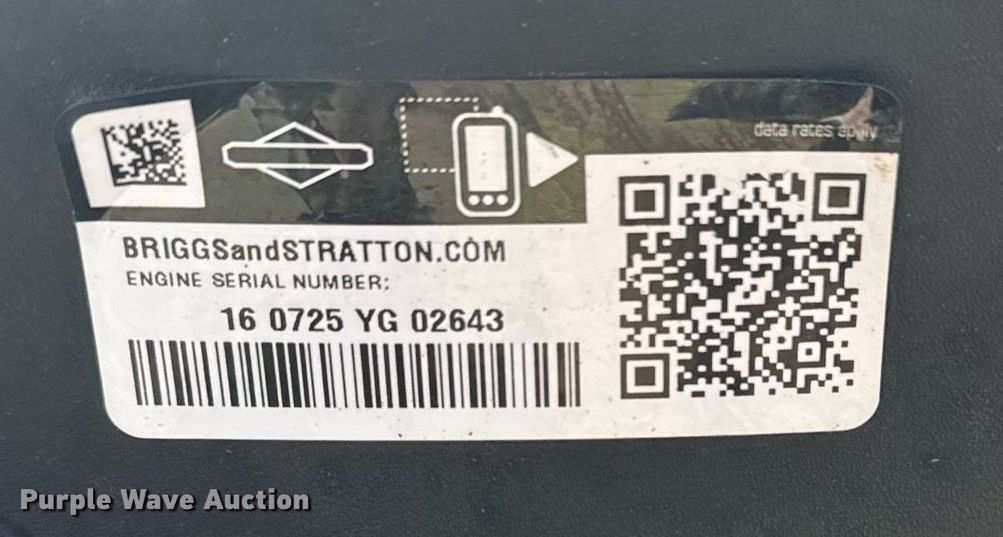 data rates apply
BRIGGSandSTRATTON.COM
ENGINE SERIAL NUMBER:
16 0725 YG 02643
Purple Wave Auction